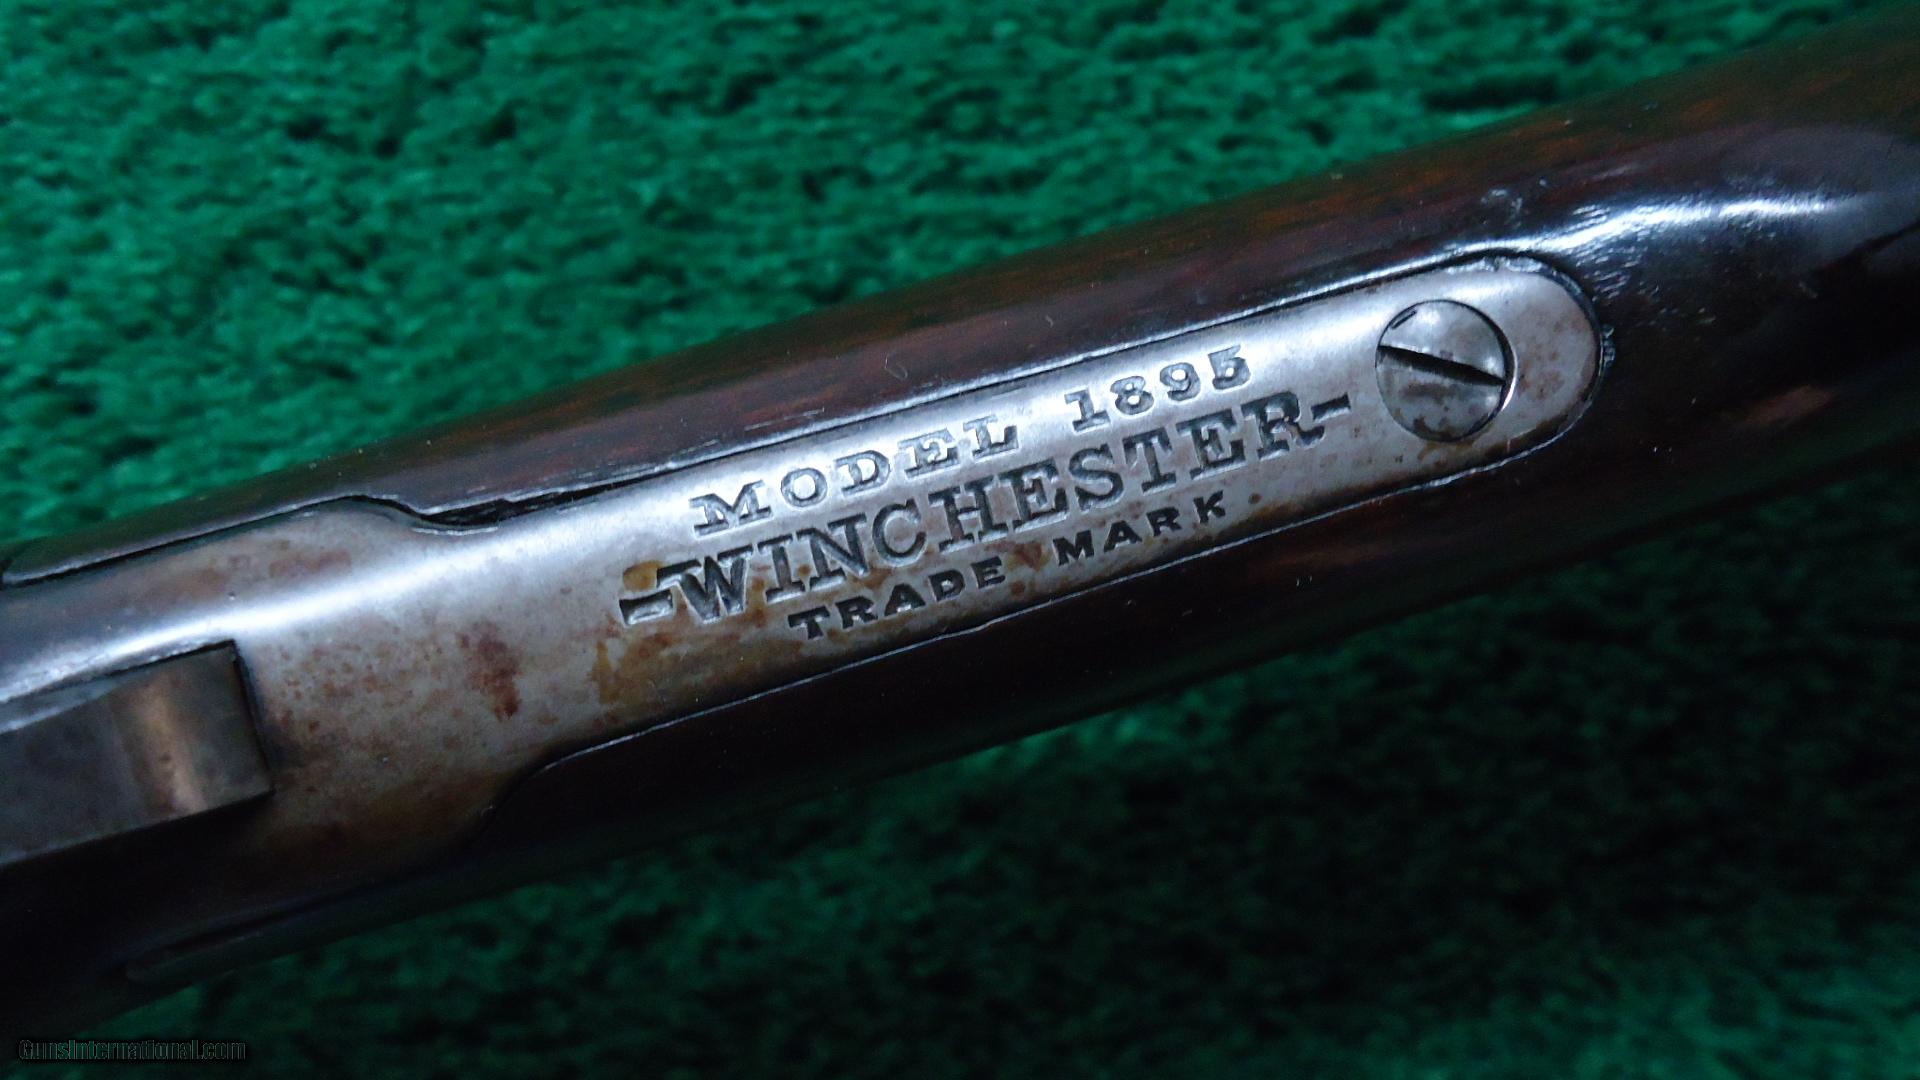 MODEL 1895
-WINCHESTER-
TRADE MARK
GunsInternational.com